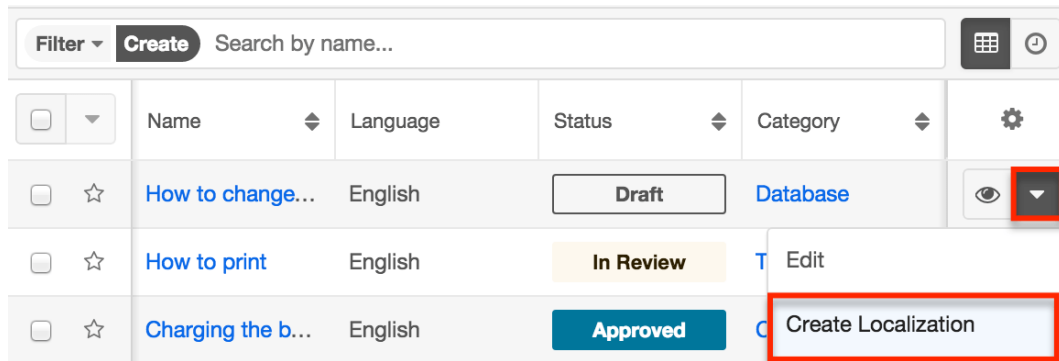 Filter Create Search by name...
Name Language Status Category
How to change... English Draft Database
How to print English In Review T Edit
Charging the b... English Approved C Create Localization